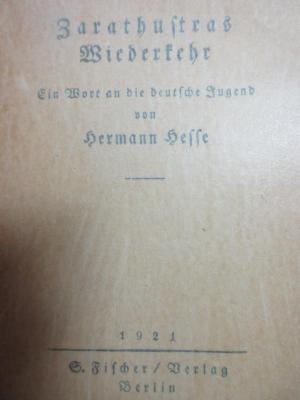 Zarathustras
Wiederkehr
Ein Wort an die deutsche Jugend
von
Hermann Hesse
1921
S. Fischer / Verlag
Berlin